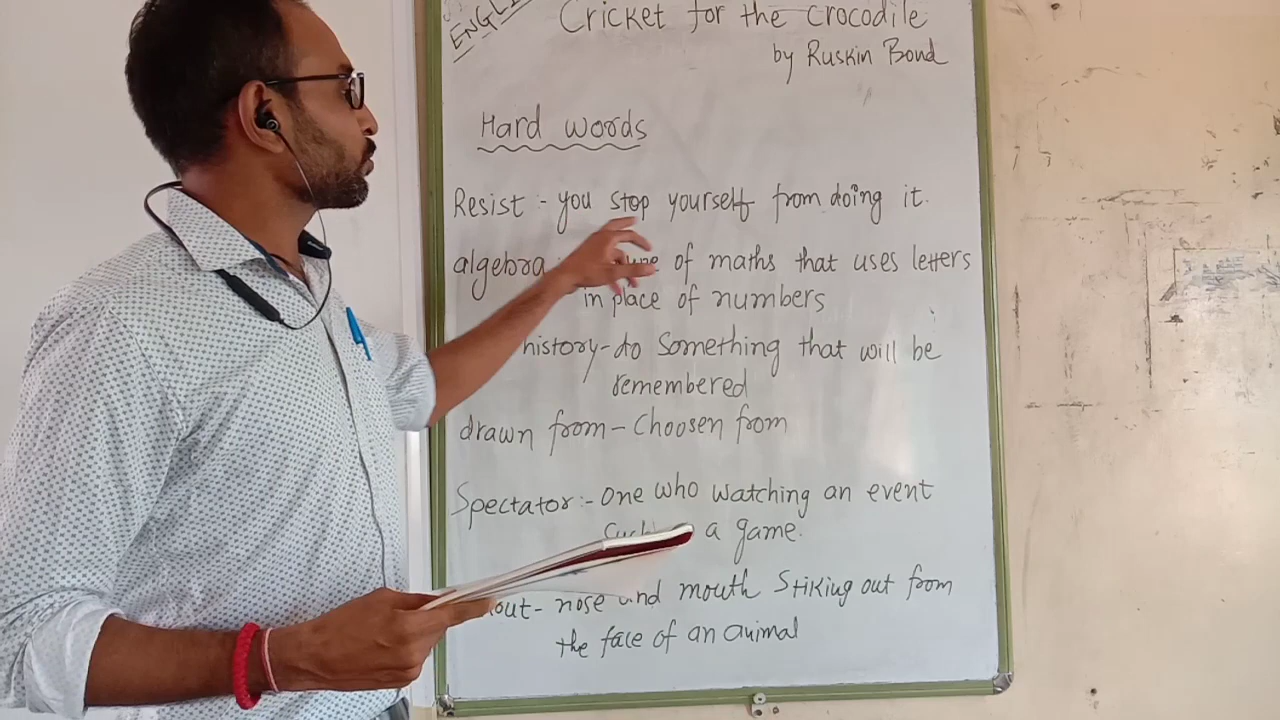 Cricket for the crocodile
by Ruskin Bond
Hard words
Resist :- you stop yourself from doing it.
algebra of maths that uses letters
in place of numbers
history - do something that will be
remembered
drawn from - Choosen from
Spectator :- One who watching an event
a game.
nose and mouth Stiking out from
the face of an animal